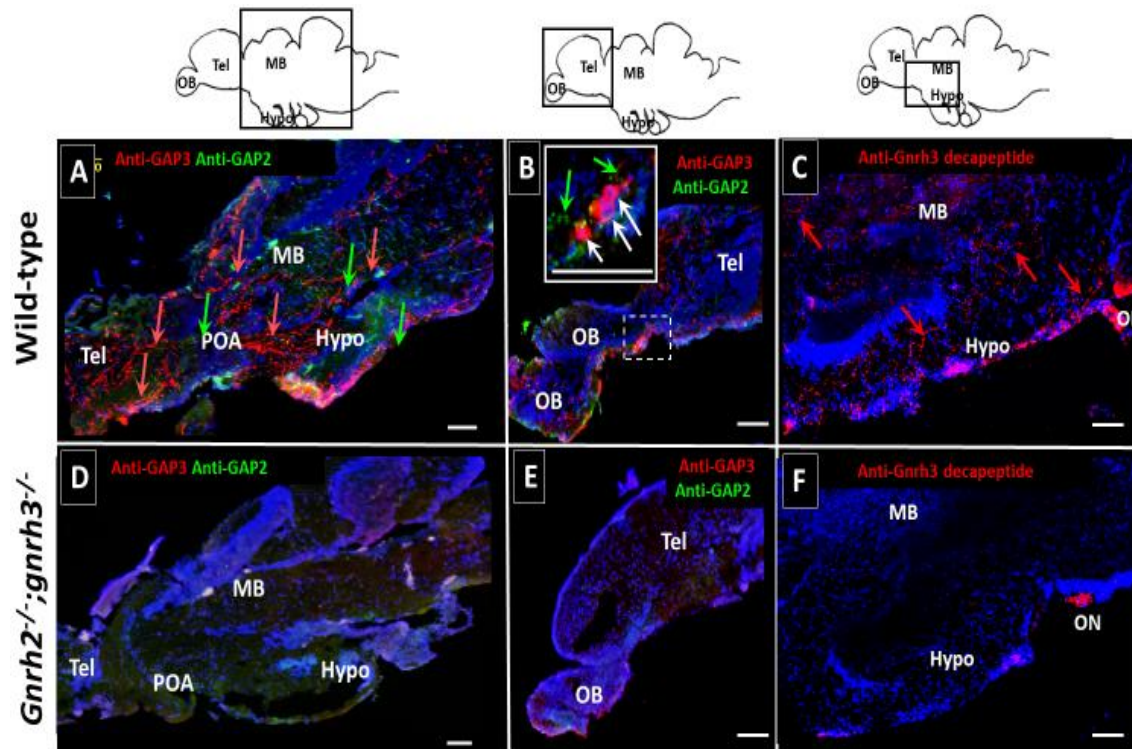 Tel
MB
OB
Hypo
Tel
MB
OB
Hypo
Tel
MB
OB
Hypo
Wild-type
A
Anti-GAP3 Anti-GAP2
MB
POA
Tel
Hypo
B
Anti-GAP3
Anti-GAP2
Tel
OB
OB
C
Anti-Gnrh3 decapeptide
MB
Hypo
Gnrh2-/-;gnrh3-/-
D
Anti-GAP3 Anti-GAP2
MB
Tel
POA
Hypo
E
Anti-GAP3
Anti-GAP2
Tel
OB
F
Anti-Gnrh3 decapeptide
MB
ON
Hypo